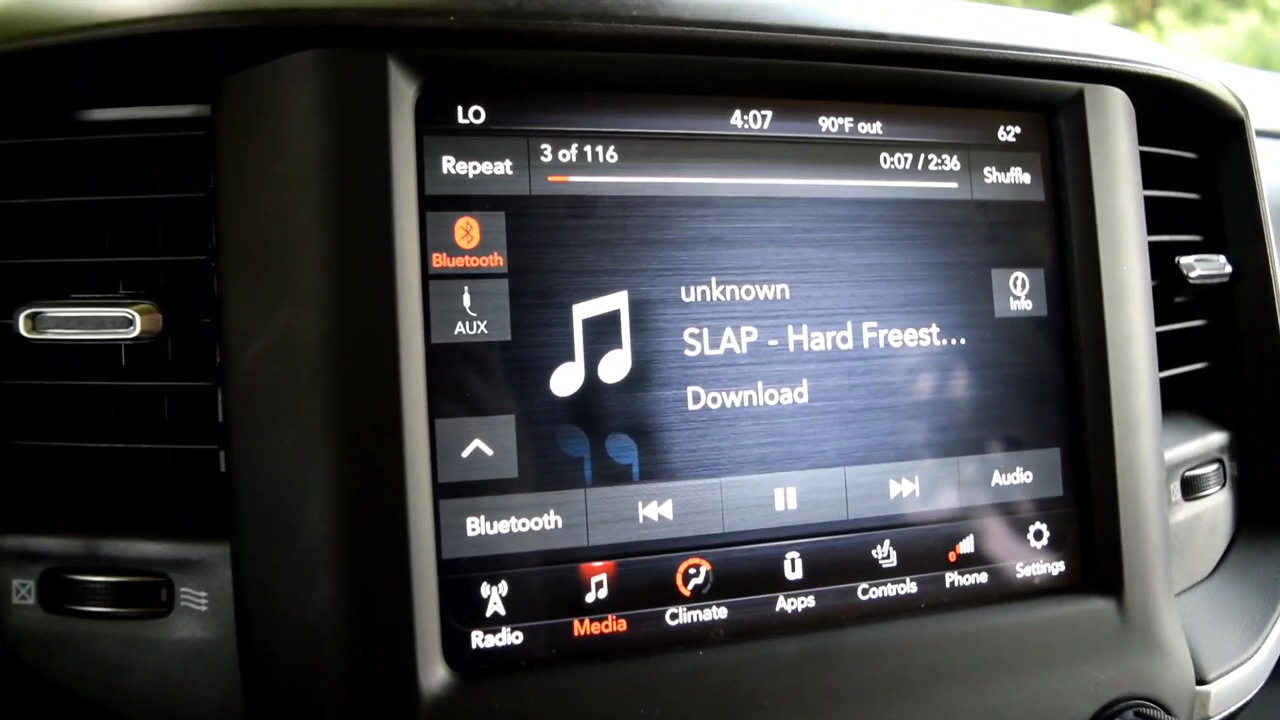 LO 4:07 90°F out 62°
Repeat 3 of 116 0:07 / 2:36 Shuffle
Bluetooth
AUX
unknown
SLAP - Hard Freest...
Download
Info
Bluetooth Audio
Radio Media Climate Apps Controls Phone Settings